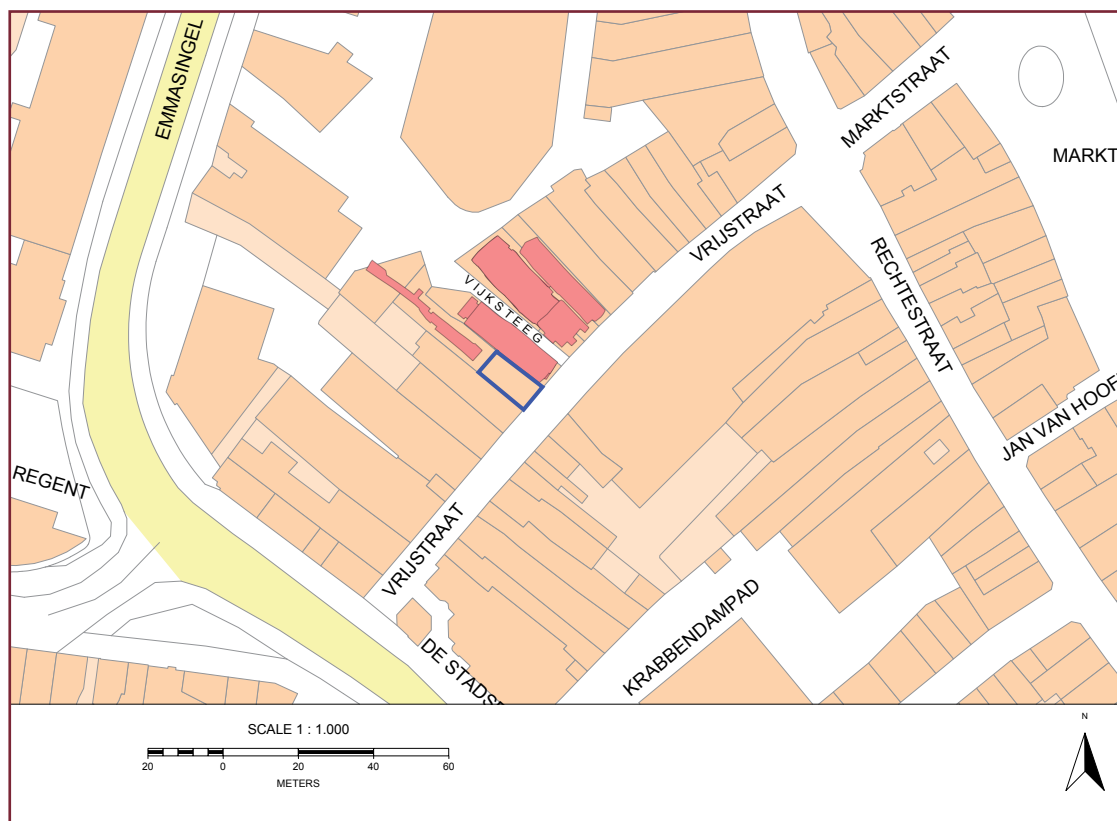 EMMASINGEL
MARKTSTRAAT
MARKT
VRIJSTRAAT
RECHTESTRAAT
VIJKSTEEG
JAN VAN HOOF
REGENT
VRIJSTRAAT
KRABBENDAMPAD
DE STADS
SCALE 1 : 1.000
20 0 20 40 60
METERS
N